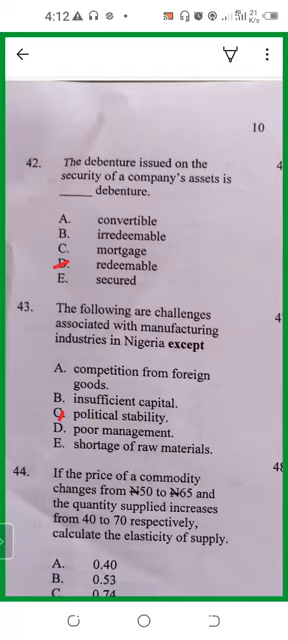 4:12
21
K/s
10
42. The debenture issued on the
security of a company's assets is
_____ debenture.
A. convertible
B. irredeemable
C. mortgage
D. redeemable
E. secured
43. The following are challenges
associated with manufacturing
industries in Nigeria except
A. competition from foreign
goods.
B. insufficient capital.
C. political stability.
D. poor management.
E. shortage of raw materials.
44. If the price of a commodity
changes from ₦50 to ₦65 and
the quantity supplied increases
from 40 to 70 respectively,
calculate the elasticity of supply.
A. 0.40
B. 0.53
C 0.74
4
4
48